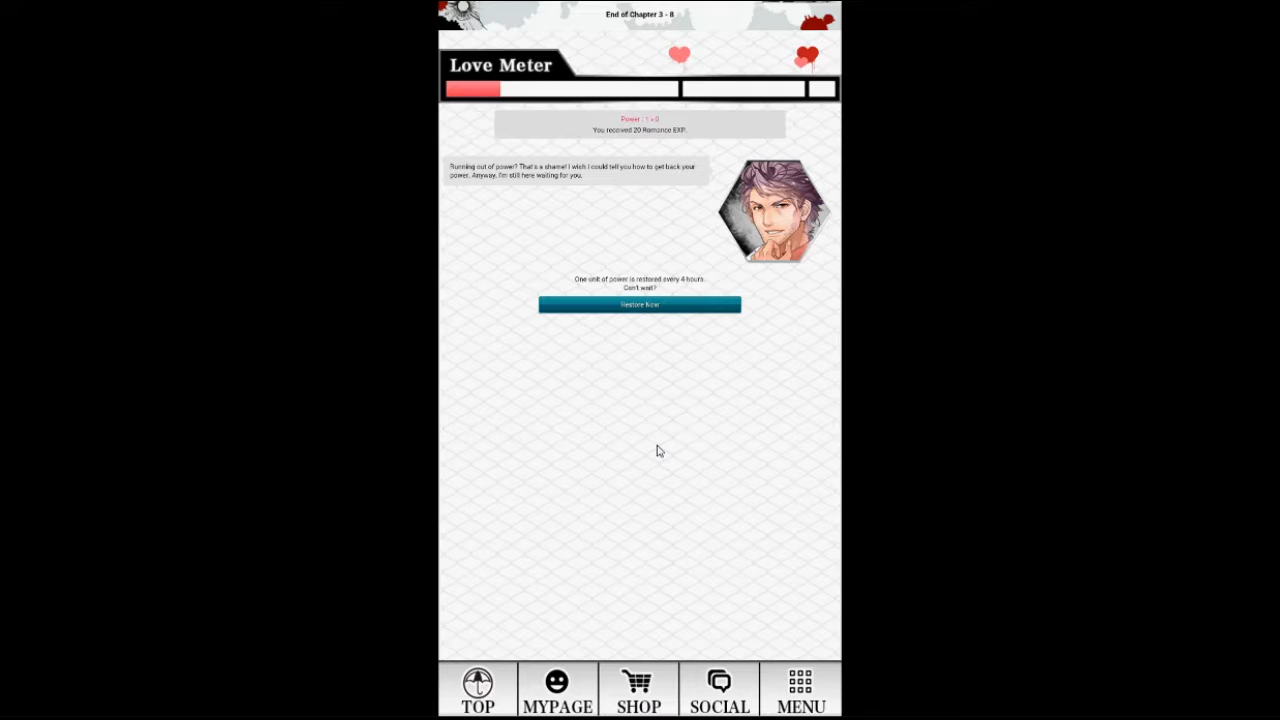 End of Chapter 3 - 8
Love Meter
Power : 1 » 0
You received 20 Romance EXP.
Running out of power? That's a shame! I wish I could tell you how to get back your
power. Anyway, I'm still here waiting for you.
One unit of power is restored every 4 hours.
Can't wait?
Restore Now
TOP MYPAGE SHOP SOCIAL MENU